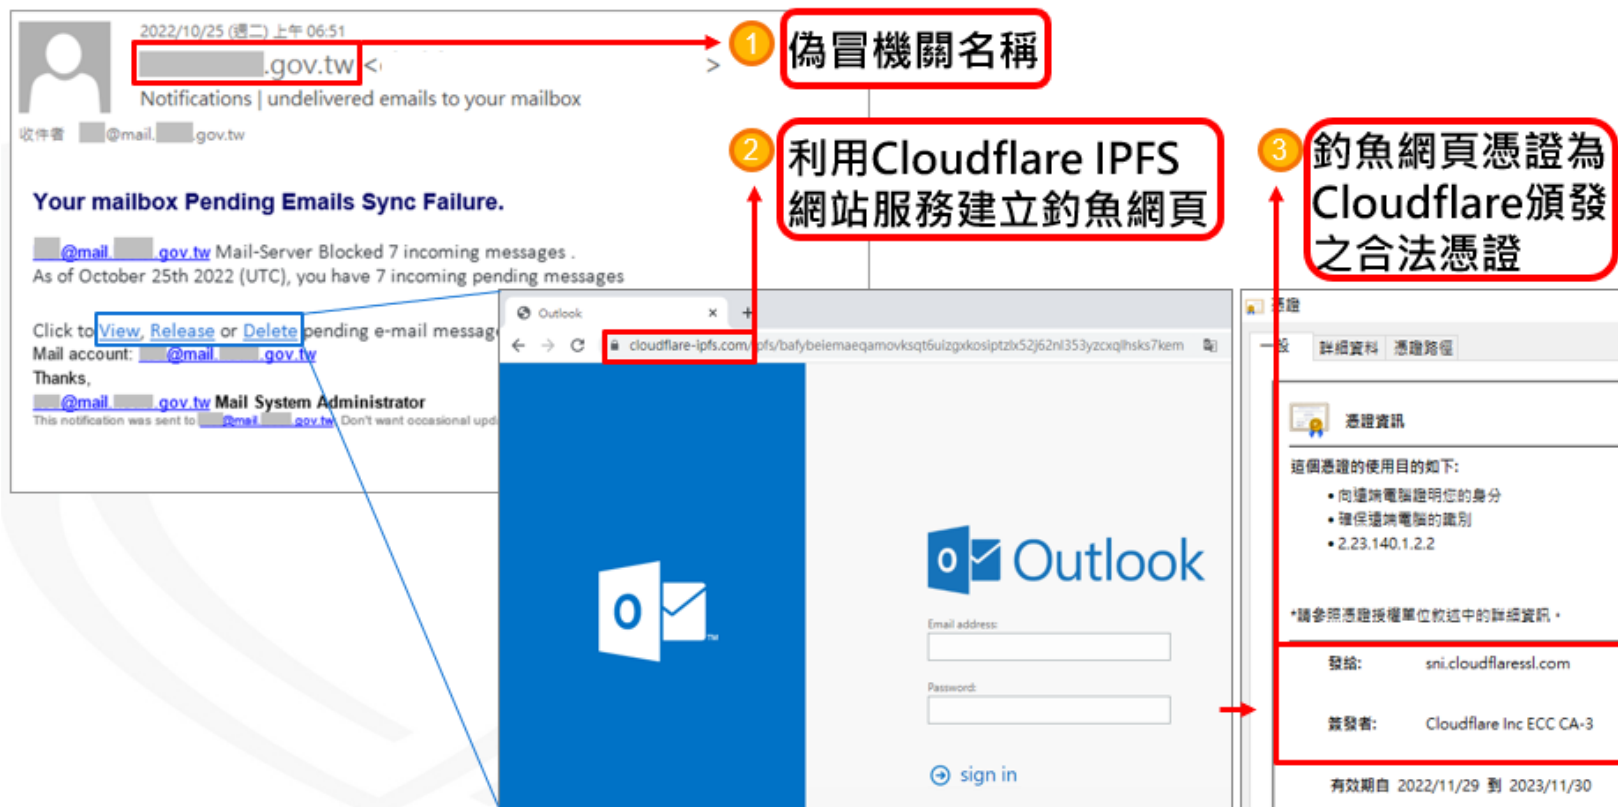 2022/10/25 (週二) 上午 06:51
.gov.tw <
>
Notifications | undelivered emails to your mailbox
收件者 @mail. .gov.tw
1 偽冒機關名稱
2 利用Cloudflare IPFS
網站服務建立釣魚網頁
3 釣魚網頁憑證為
Cloudflare頒發
之合法憑證
Your mailbox Pending Emails Sync Failure.
@mail. .gov.tw Mail-Server Blocked 7 incoming messages .
As of October 25th 2022 (UTC), you have 7 incoming pending messages
Click to View, Release or Delete pending e-mail messag
Mail account: @mail. .gov.tw
Thanks,
@mail. .gov.tw Mail System Administrator
This notification was sent to @mail. .gov.tw Don't want occasional upd
Outlook
cloudflare-ipfs.com/ipfs/bafybeiemaeqamovksqt6uizgxkosiptzlx52j62nl353yzcxqlhsks7kem
Outlook
Email address:
Password:
sign in
憑證
一般 詳細資料 憑證路徑
憑證資訊
這個憑證的使用目的如下:
• 向遠端電腦證明您的身分
• 確保遠端電腦的識別
• 2.23.140.1.2.2
*請參照憑證授權單位敘述中的詳細資訊。
發給: sni.cloudflaressl.com
簽發者: Cloudflare Inc ECC CA-3
有效期自 2022/11/29 到 2023/11/30